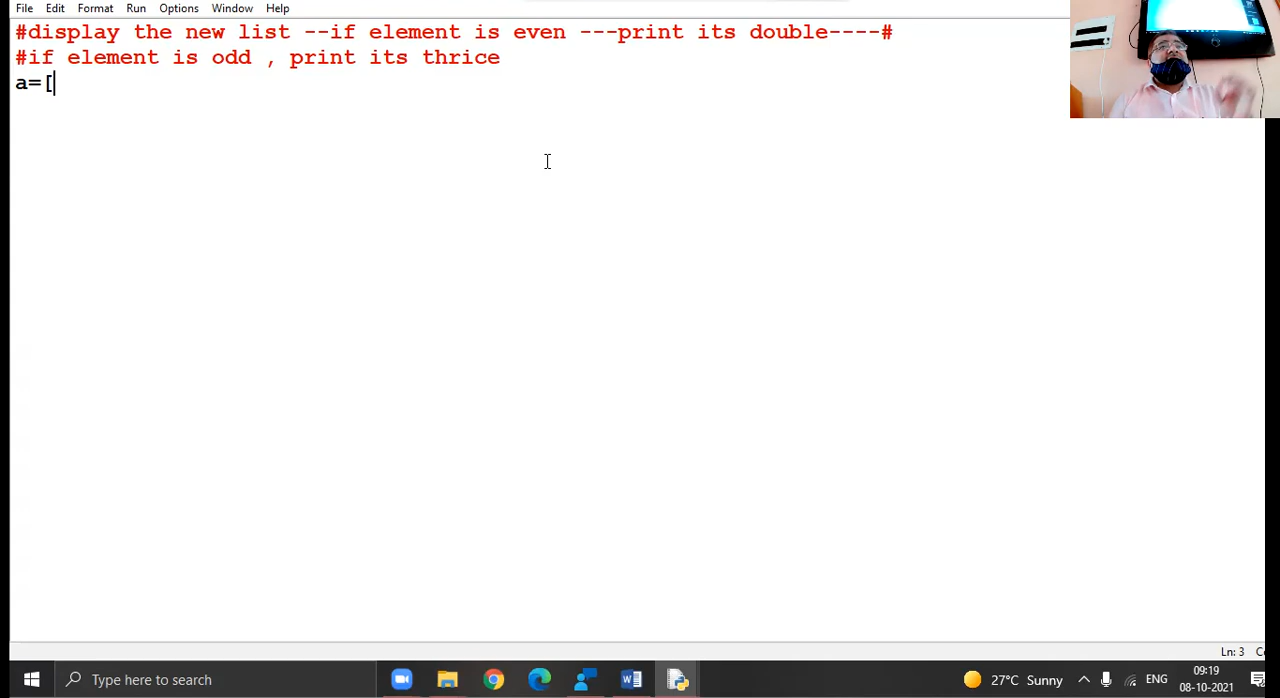 File Edit Format Run Options Window Help
#display the new list --if element is even ---print its double----#
#if element is odd , print its thrice
a=[
Ln: 3
Type here to search
27°C Sunny
ENG
09:19
08-10-2021